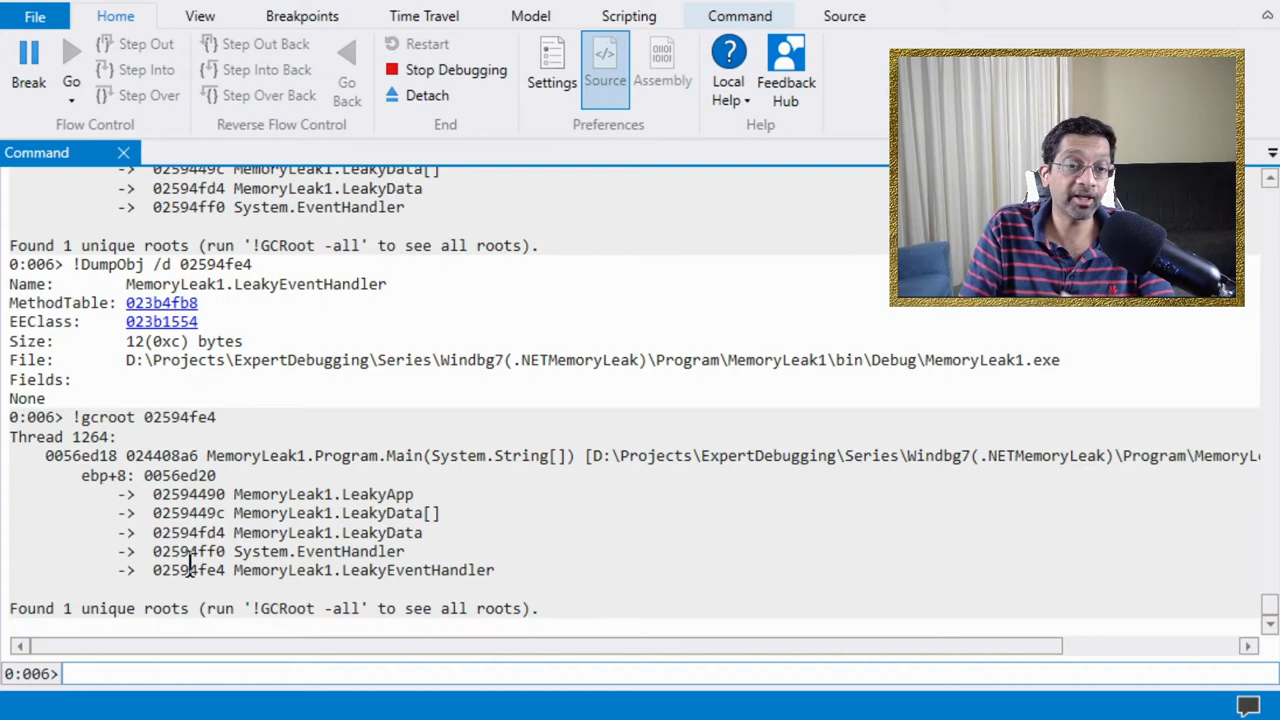 File Home View Breakpoints Time Travel Model Scripting Command Source
Break
Go
Step Out
Step Into
Step Over
Flow Control
Step Out Back
Step Into Back
Step Over Back
Go Back
Reverse Flow Control
Restart
Stop Debugging
Detach
End
Settings
Source
Assembly
Preferences
Local Help
Feedback Hub
Help
Command
-> 0259449c MemoryLeak1.LeakyData[]
-> 02594fd4 MemoryLeak1.LeakyData
-> 02594ff0 System.EventHandler
Found 1 unique roots (run '!GCRoot -all' to see all roots).
0:006> !DumpObj /d 02594fe4
Name: MemoryLeak1.LeakyEventHandler
MethodTable: 023b4fb8
EEClass: 023b1554
Size: 12(0xc) bytes
File: D:\Projects\ExpertDebugging\Series\Windbg7(.NETMemoryLeak)\Program\MemoryLeak1\bin\Debug\MemoryLeak1.exe
Fields:
None
0:006> !gcroot 02594fe4
Thread 1264:
0056ed18 024408a6 MemoryLeak1.Program.Main(System.String[]) [D:\Projects\ExpertDebugging\Series\Windbg7(.NETMemoryLeak)\Program\MemoryL
ebp+8: 0056ed20
-> 02594490 MemoryLeak1.LeakyApp
-> 0259449c MemoryLeak1.LeakyData[]
-> 02594fd4 MemoryLeak1.LeakyData
-> 02594ff0 System.EventHandler
-> 02594fe4 MemoryLeak1.LeakyEventHandler
Found 1 unique roots (run '!GCRoot -all' to see all roots).
0:006>